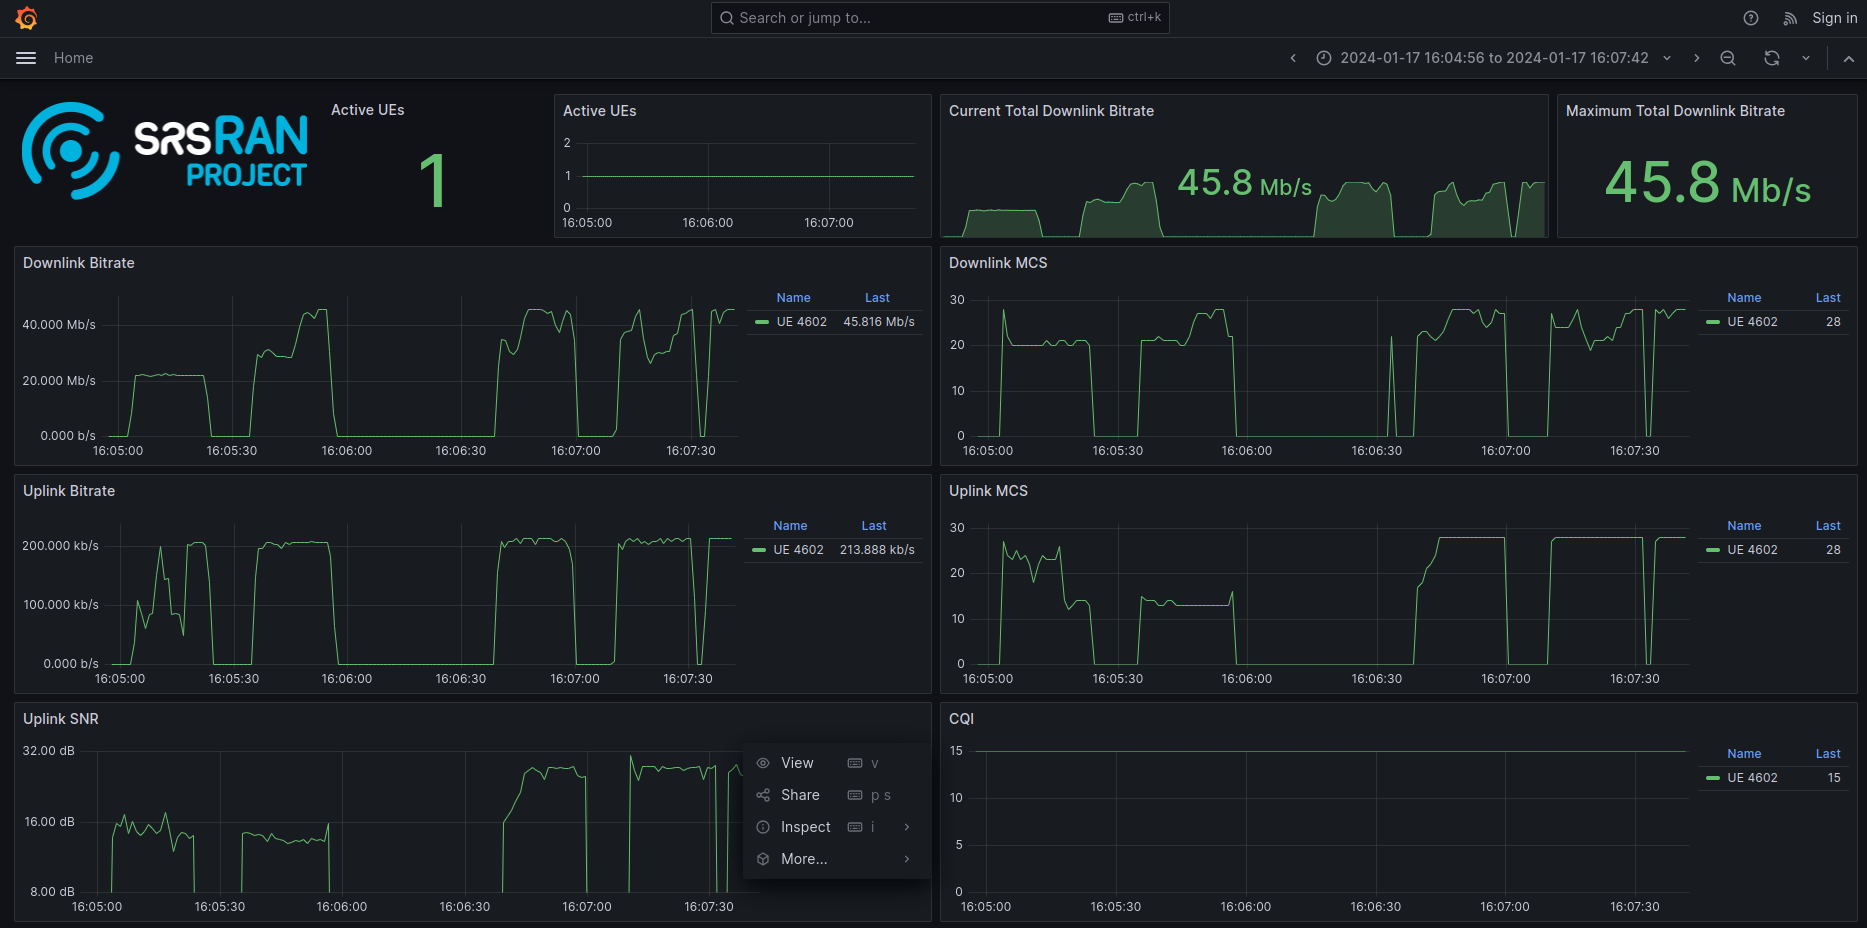 Search or jump to...
ctrl+k
Sign in
Home
2024-01-17 16:04:56 to 2024-01-17 16:07:42
srsRAN
PROJECT
Active UEs
1
Active UEs
2
1
0
16:05:00 16:06:00 16:07:00
Current Total Downlink Bitrate
45.8 Mb/s
Maximum Total Downlink Bitrate
45.8 Mb/s
Downlink Bitrate
40.000 Mb/s
20.000 Mb/s
0.000 b/s
16:05:00 16:05:30 16:06:00 16:06:30 16:07:00 16:07:30
Name Last
UE 4602 45.816 Mb/s
Downlink MCS
30
20
10
0
16:05:00 16:05:30 16:06:00 16:06:30 16:07:00 16:07:30
Name Last
UE 4602 28
Uplink Bitrate
200.000 kb/s
100.000 kb/s
0.000 b/s
16:05:00 16:05:30 16:06:00 16:06:30 16:07:00 16:07:30
Name Last
UE 4602 213.888 kb/s
Uplink MCS
30
20
10
0
16:05:00 16:05:30 16:06:00 16:06:30 16:07:00 16:07:30
Name Last
UE 4602 28
Uplink SNR
32.00 dB
16.00 dB
8.00 dB
16:05:00 16:05:30 16:06:00 16:06:30 16:07:00 16:07:30
View v
Share p s
Inspect i
More...
CQI
15
10
5
0
16:05:00 16:05:30 16:06:00 16:06:30 16:07:00 16:07:30
Name Last
UE 4602 15